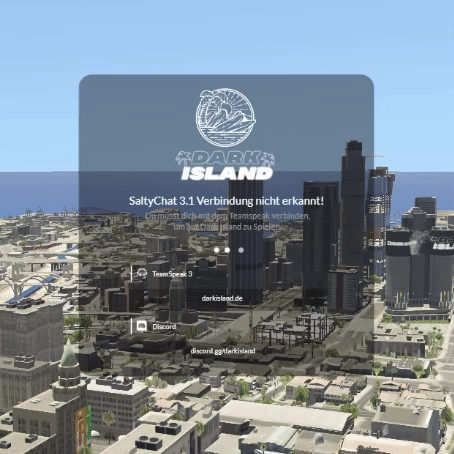 DARK
ISLAND
SaltyChat 3.1 Verbindung nicht erkannt!
Du musst dich mit dem Teamspeak verbinden,
um auf Dark Island zu Spielen.
TeamSpeak 3
darkisland.de
Discord
discord.gg/darkisland